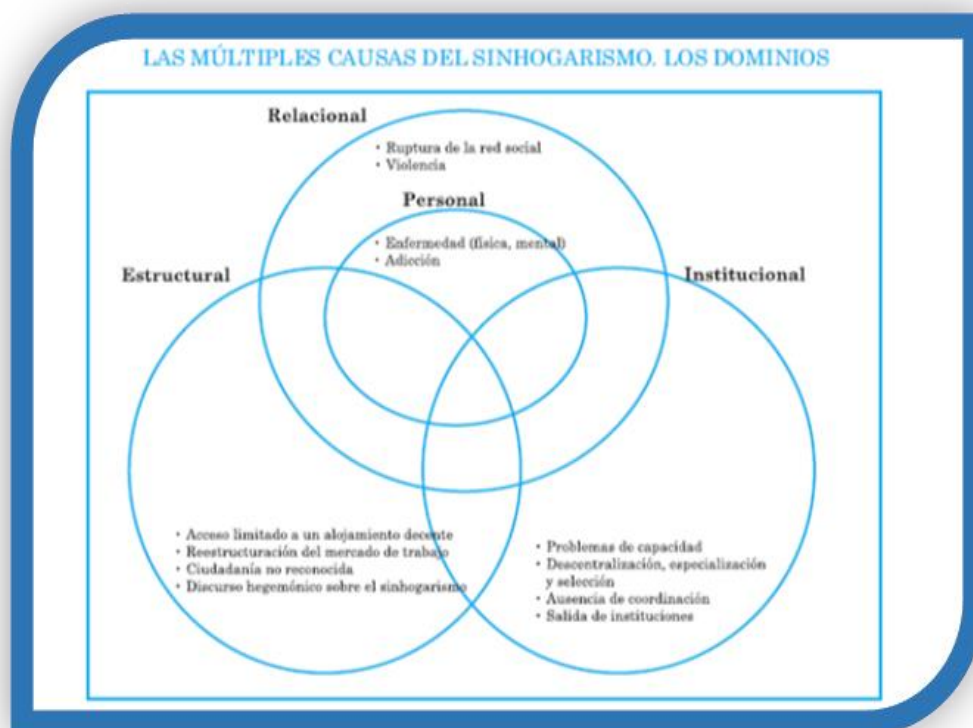 LAS MÚLTIPLES CAUSAS DEL SINHOGARISMO. LOS DOMINIOS
Relacional
• Ruptura de la red social
• Violencia
Personal
• Enfermedad (física, mental)
• Adicción
Estructural
Institucional
• Acceso limitado a un alojamiento decente
• Reestructuración del mercado de trabajo
• Ciudadanía no reconocida
• Discurso hegemónico sobre el sinhogarismo
• Problemas de capacidad
• Descentralización, especialización
y selección
• Ausencia de coordinación
• Salida de instituciones